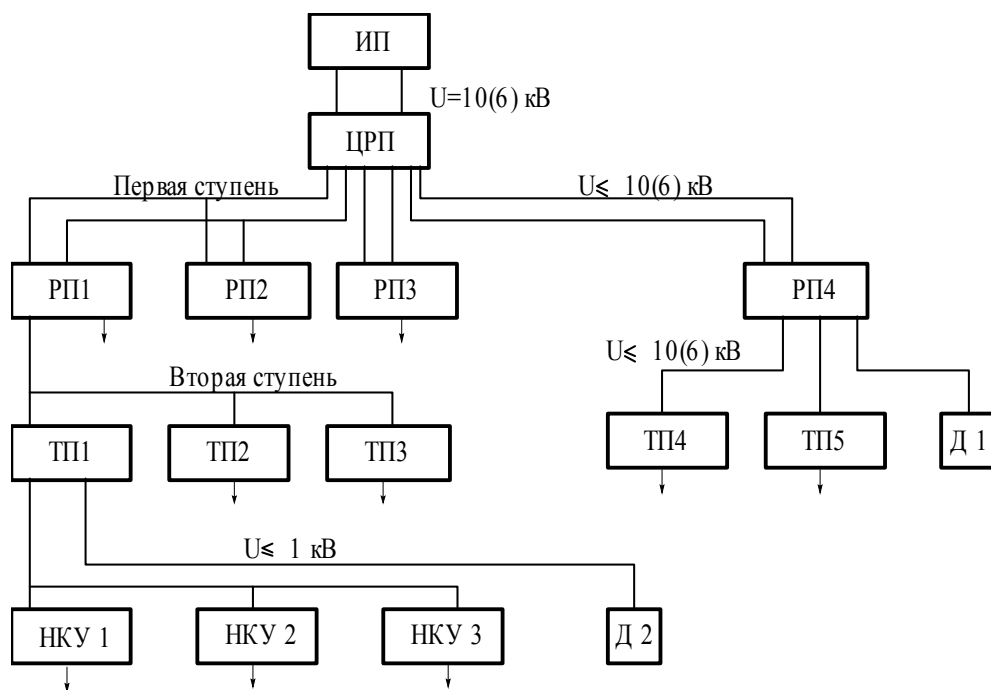 ИП
U=10(6) кВ
ЦРП
Первая ступень
U⩽ 10(6) кВ
РП1
РП2
РП3
РП4
U⩽ 10(6) кВ
Вторая ступень
ТП1
ТП2
ТП3
ТП4
ТП5
Д 1
U⩽ 1 кВ
НКУ 1
НКУ 2
НКУ 3
Д 2